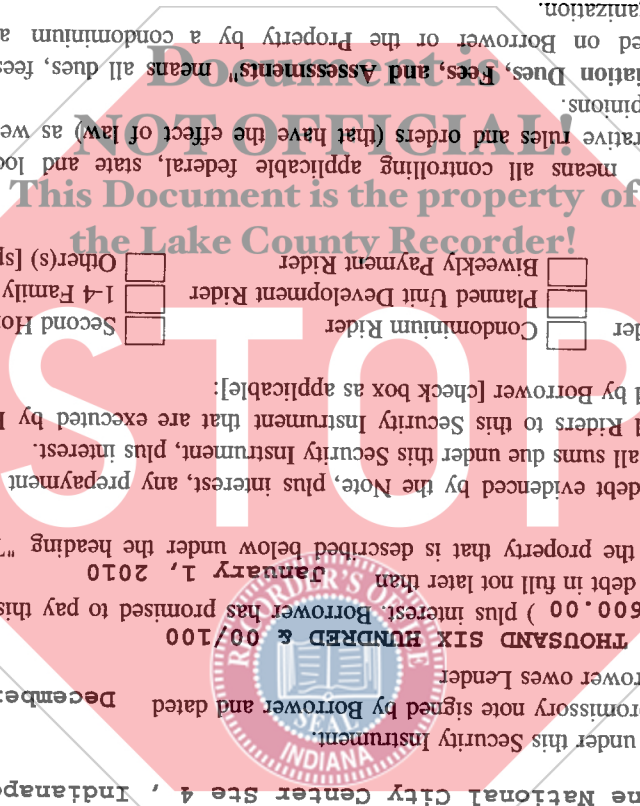 ne National City Center Ste 4 , Indianapo
under this Security Instrument.
promissory note signed by Borrower and dated December
rower owes Lender
THOUSAND SIX HUNDRED & 00/100
600.00 ) plus interest. Borrower has promised to pay this
debt in full not later than January 1, 2010
the property that is described below under the heading "T
debt evidenced by the Note, plus interest, any prepayment
all sums due under this Security Instrument, plus interest.
Riders to this Security Instrument that are executed by
by Borrower [check box as applicable]:
der Condominium Rider Second Ho
Planned Unit Development Rider 1-4 Family
Biweekly Payment Rider Other(s) [sp
means all controlling applicable federal, state and loc
rative rules and orders (that have the effect of law) as we
pinions.
iation Dues, Fees, and Assessments" means all dues, fees
ed on Borrower or the Property by a condominium a
ganization.
Document is
NOT OFFICIAL!
This Document is the property of
the Lake County Recorder!
STOP
RECORDER'S OFFICE
SEAL
INDIANA